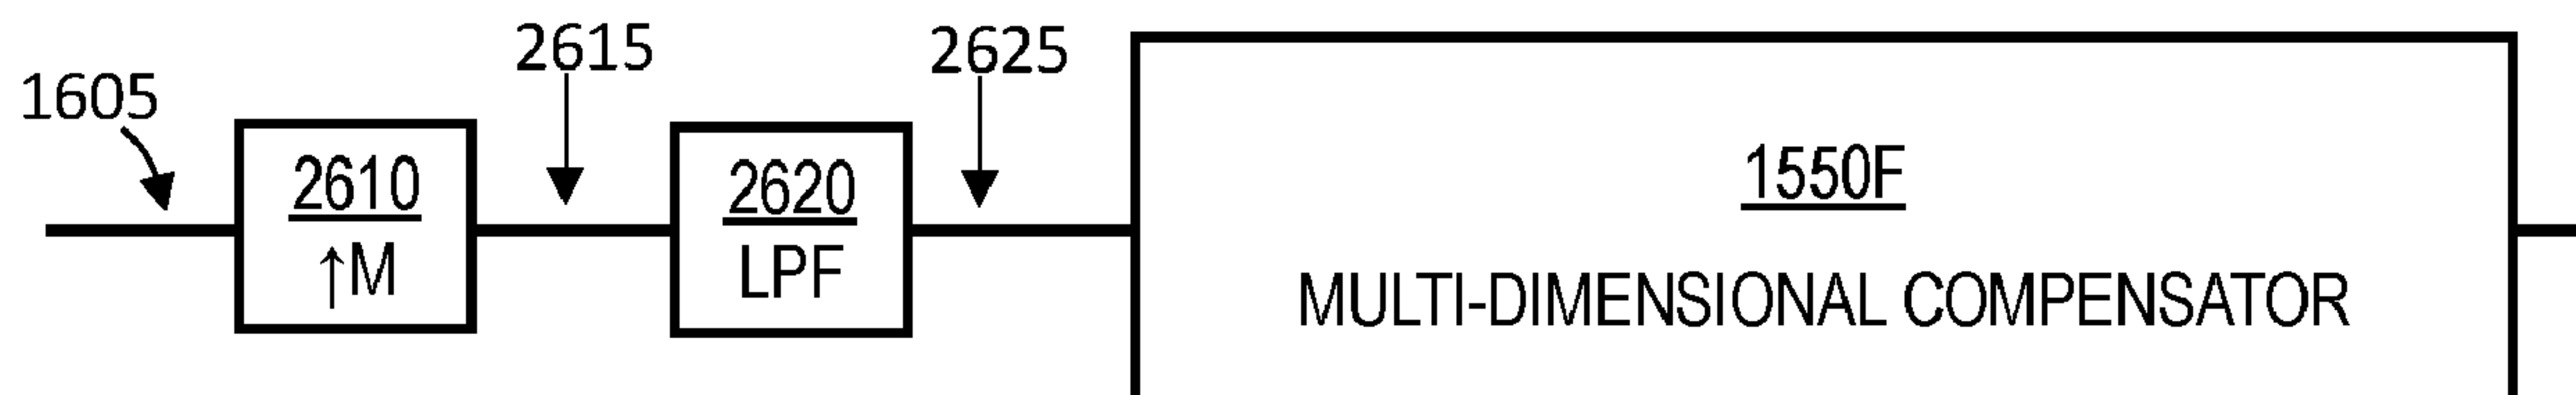 1605
2615
2625
2610
↑M
2620
LPF
1550F
MULTI-DIMENSIONAL COMPENSATOR